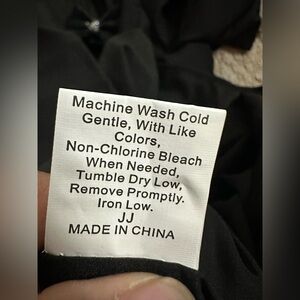 Machine Wash Cold
Gentle, With Like
Colors,
Non-Chlorine Bleach
When Needed,
Tumble Dry Low,
Remove Promptly.
Iron Low.
JJ
MADE IN CHINA